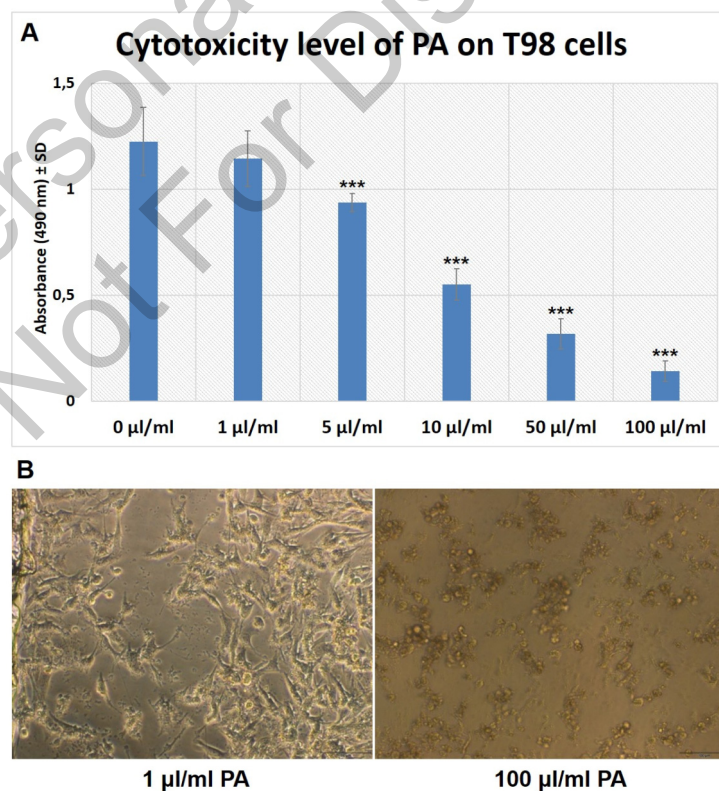 A
Cytotoxicity level of PA on T98 cells
Absorbance (490 nm) ± SD
1,5
1
0,5
0
***
***
***
***
0 µl/ml 1 µl/ml 5 µl/ml 10 µl/ml 50 µl/ml 100 µl/ml
B
1 µl/ml PA 100 µl/ml PA
Not For